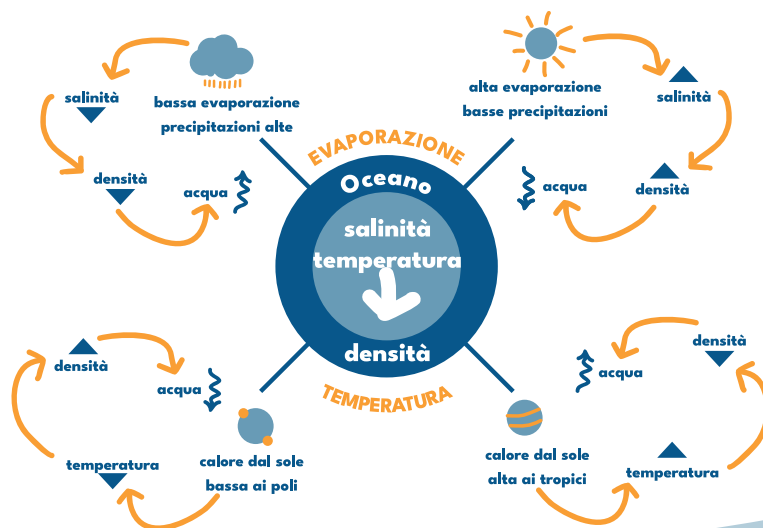 salinità
bassa evaporazione
precipitazioni alte
densità
acqua
alta evaporazione
basse precipitazioni
salinità
densità
acqua
EVAPORAZIONE
Oceano
salinità
temperatura
densità
TEMPERATURA
densità
acqua
temperatura
calore dal sole
bassa ai poli
densità
acqua
calore dal sole
alta ai tropici
temperatura